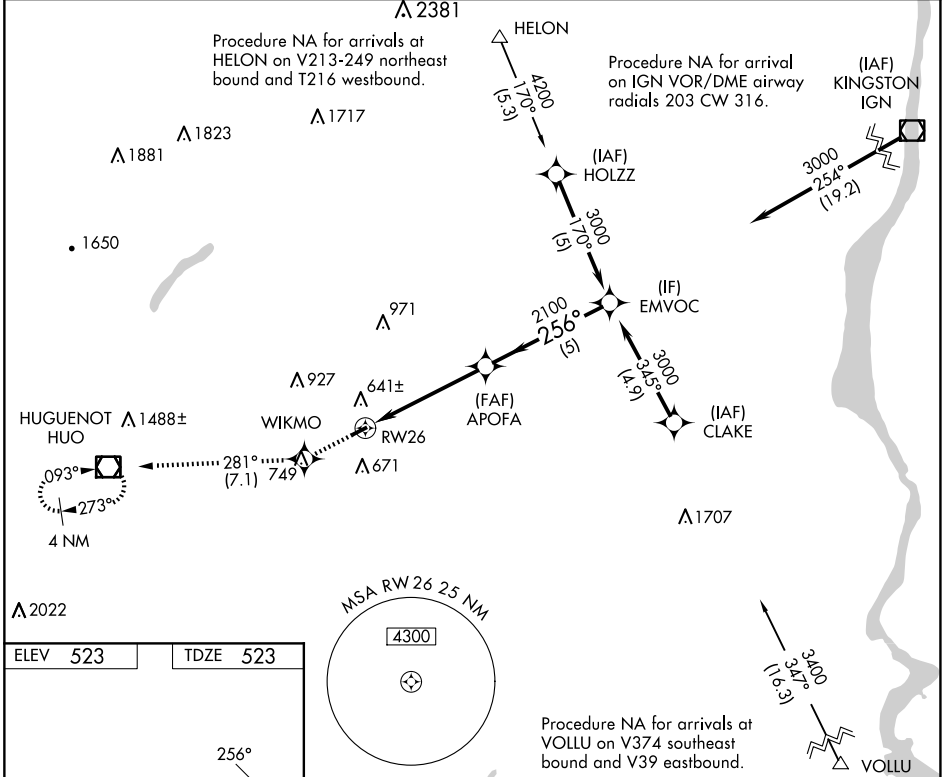 2381
HELON
Procedure NA for arrivals at
HELON on V213-249 northeast
bound and T216 westbound.
Procedure NA for arrival
on IGN VOR/DME airway
radials 203 CW 316.
(IAF)
KINGSTON
IGN
4200
170°
(5.3)
1717
1823
1881
(IAF)
HOLZZ
3000
254°
(19.2)
1650
3000
170°
(5)
(IF)
EMVOC
971
2100
256°
(5)
3000
345°
(4.9)
927
641±
(FAF)
APOFA
(IAF)
CLAKE
HUGUENOT
HUO
1488±
WIKMO
RW26
093°
281°
(7.1)
749
671
273°
4 NM
1707
2022
MSA RW 26 25 NM
4300
ELEV 523
TDZE 523
3400
347°
(16.3)
256°
Procedure NA for arrivals at
VOLLU on V374 southeast
bound and V39 eastbound.
VOLLU